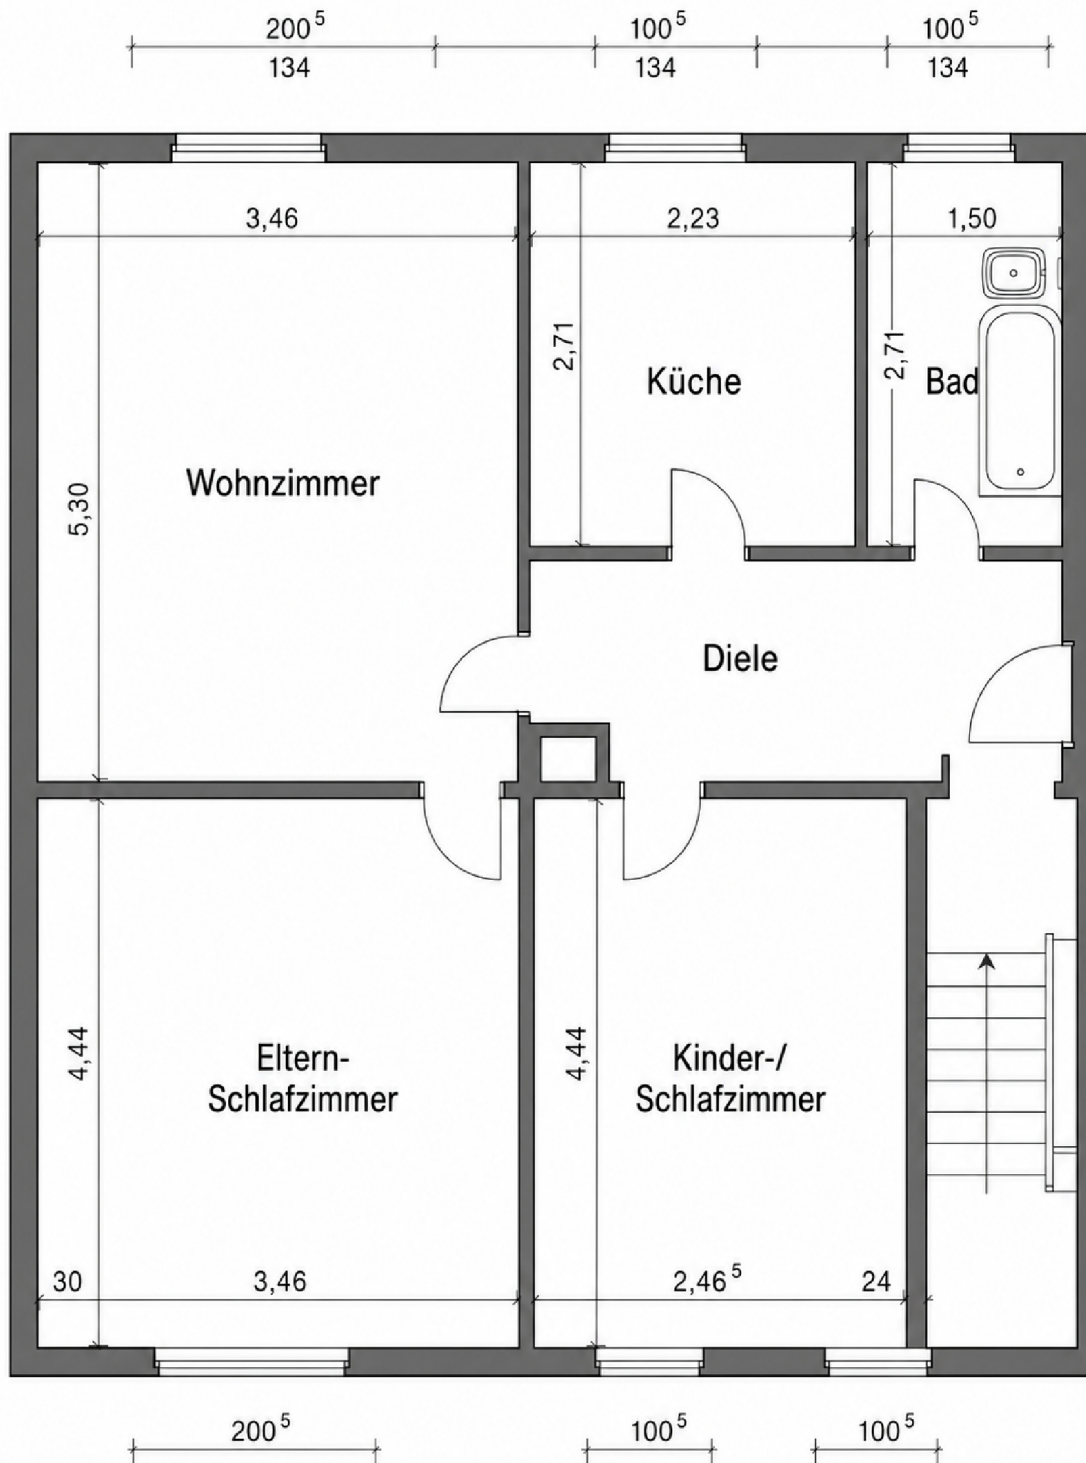 200⁵ 100⁵ 100⁵
134 134 134
3,46 2,23 1,50
2,71 2,71
Küche Bad
Wohnzimmer
5,30
Diele
4,44 4,44
Eltern-
Schlafzimmer
Kinder-/
Schlafzimmer
30 3,46 2,46⁵ 24
200⁵ 100⁵ 100⁵